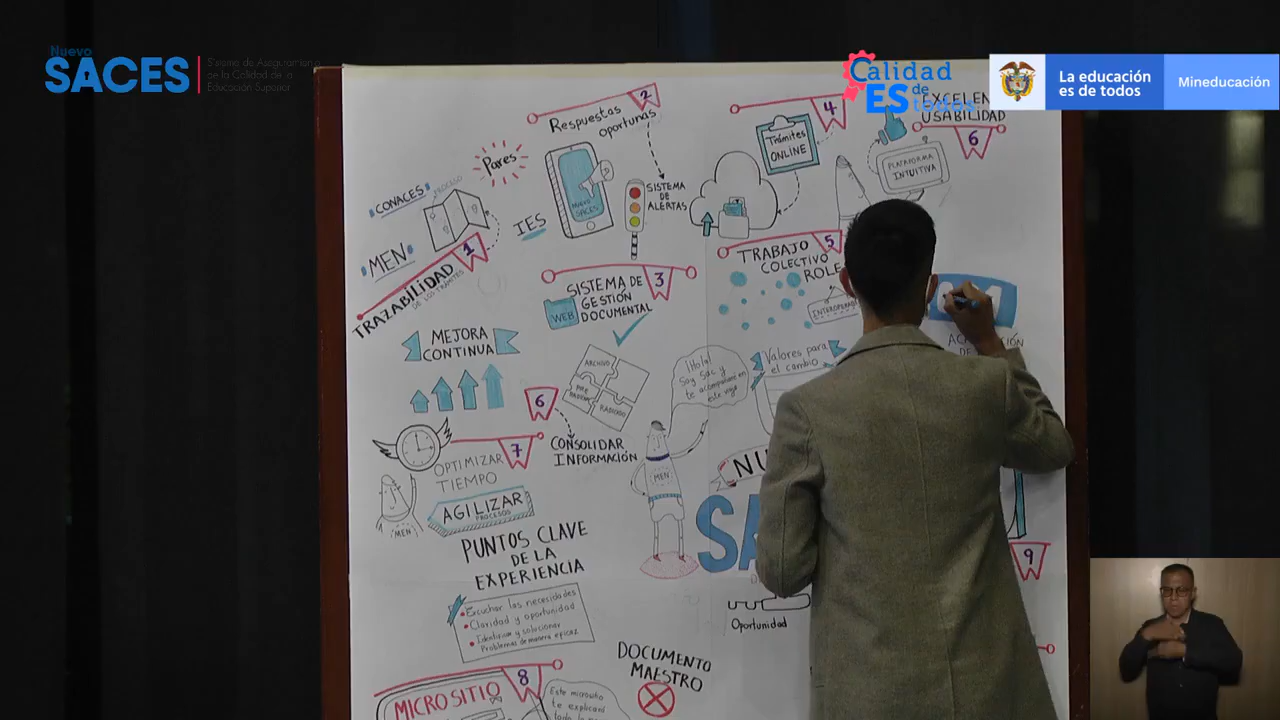 Nuevo
SACES
Sistema de Aseguramiento
de la Calidad de la
Educación Superior
Calidad
ES
de
todos
La educación
es de todos
Mineducación
2
Respuestas
oportunas
4
Trámites
ONLINE
USABILIDAD
6
PLATAFORMA
INTUITIVA
Pares
CONACES
PROCESO
MEN
IES
NUEVO
SACES
SISTEMA
DE
ALERTAS
1
TRAZABILIDAD
DE LOS TRÁMITES
3
SISTEMA DE
GESTIÓN
DOCUMENTAL
WEB
5
TRABAJO
COLECTIVO
MEJORA
CONTINUA
ARCHIVO
RADICADO
¡Hola!
Soy Sac y
te acompañaré en
este viaje
Valores para
el cambio
6
CONSOLIDAR
INFORMACIÓN
7
OPTIMIZAR
TIEMPO
AGILIZAR
PROCESOS
MEN
MEN
PUNTOS CLAVE
DE LA
EXPERIENCIA
Escuchar las necesidades
Claridad y oportunidad
Identificar y solucionar
Problemas de manera eficaz
Oportunidad
9
DOCUMENTO
MAESTRO
8
MICROSITIO
Este micrositio
te explicará